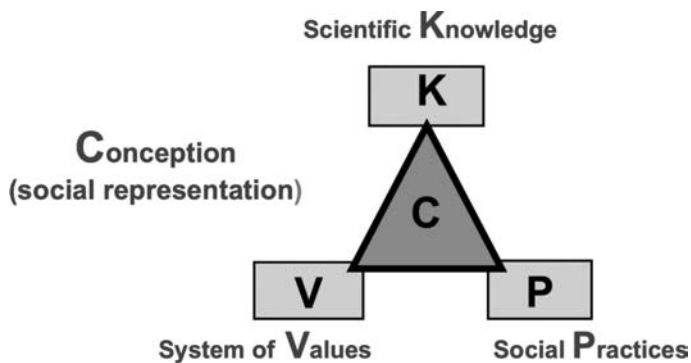 Scientific Knowledge
K
Conception
(social representation)
C
V
P
System of Values
Social Practices